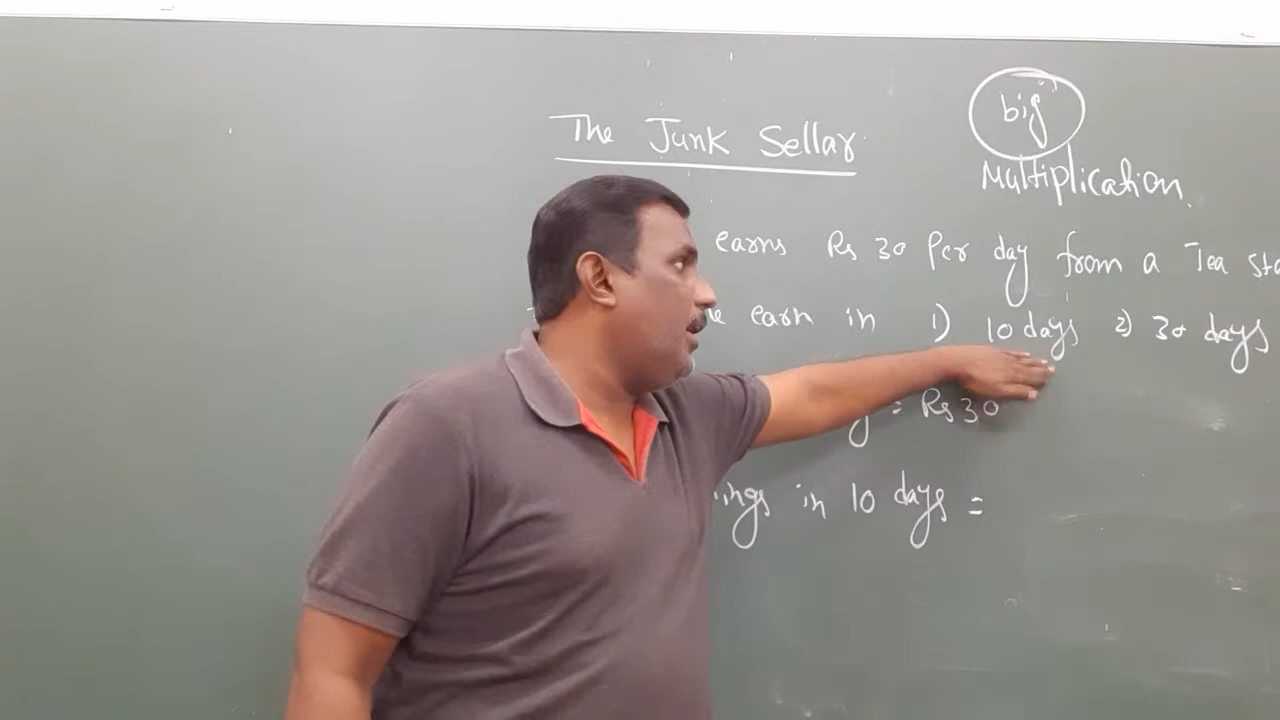 big
The Junk Sellar
Multiplication.
earns Rs 30 Per day from a Tea
earn in 1) 10 days 2) 30 days
= Rs 30
in 10 days =